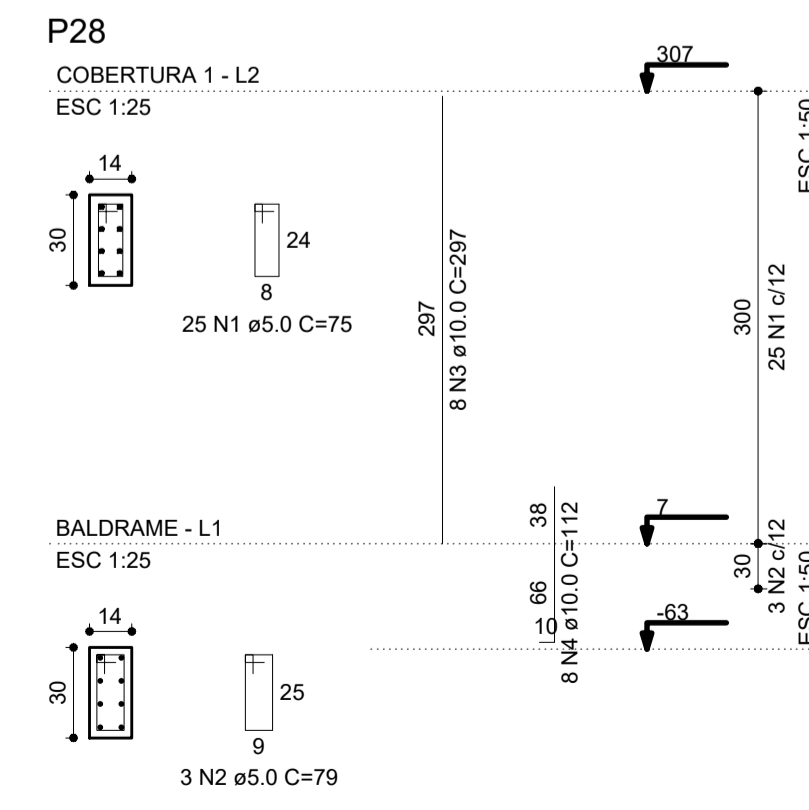 P28
COBERTURA 1 - L2
ESC 1:25
307
14
30
24
8
25 N1 ø5.0 C=75
297
8 N3 ø10.0 C=297
300
25 N1 c/12
ESC 1:50
BALDRAME - L1
ESC 1:25
7
38
66
10
8 N4 ø10.0 C=112
30
3 N2 c/12
ESC 1:50
-63
14
30
25
9
3 N2 ø5.0 C=79